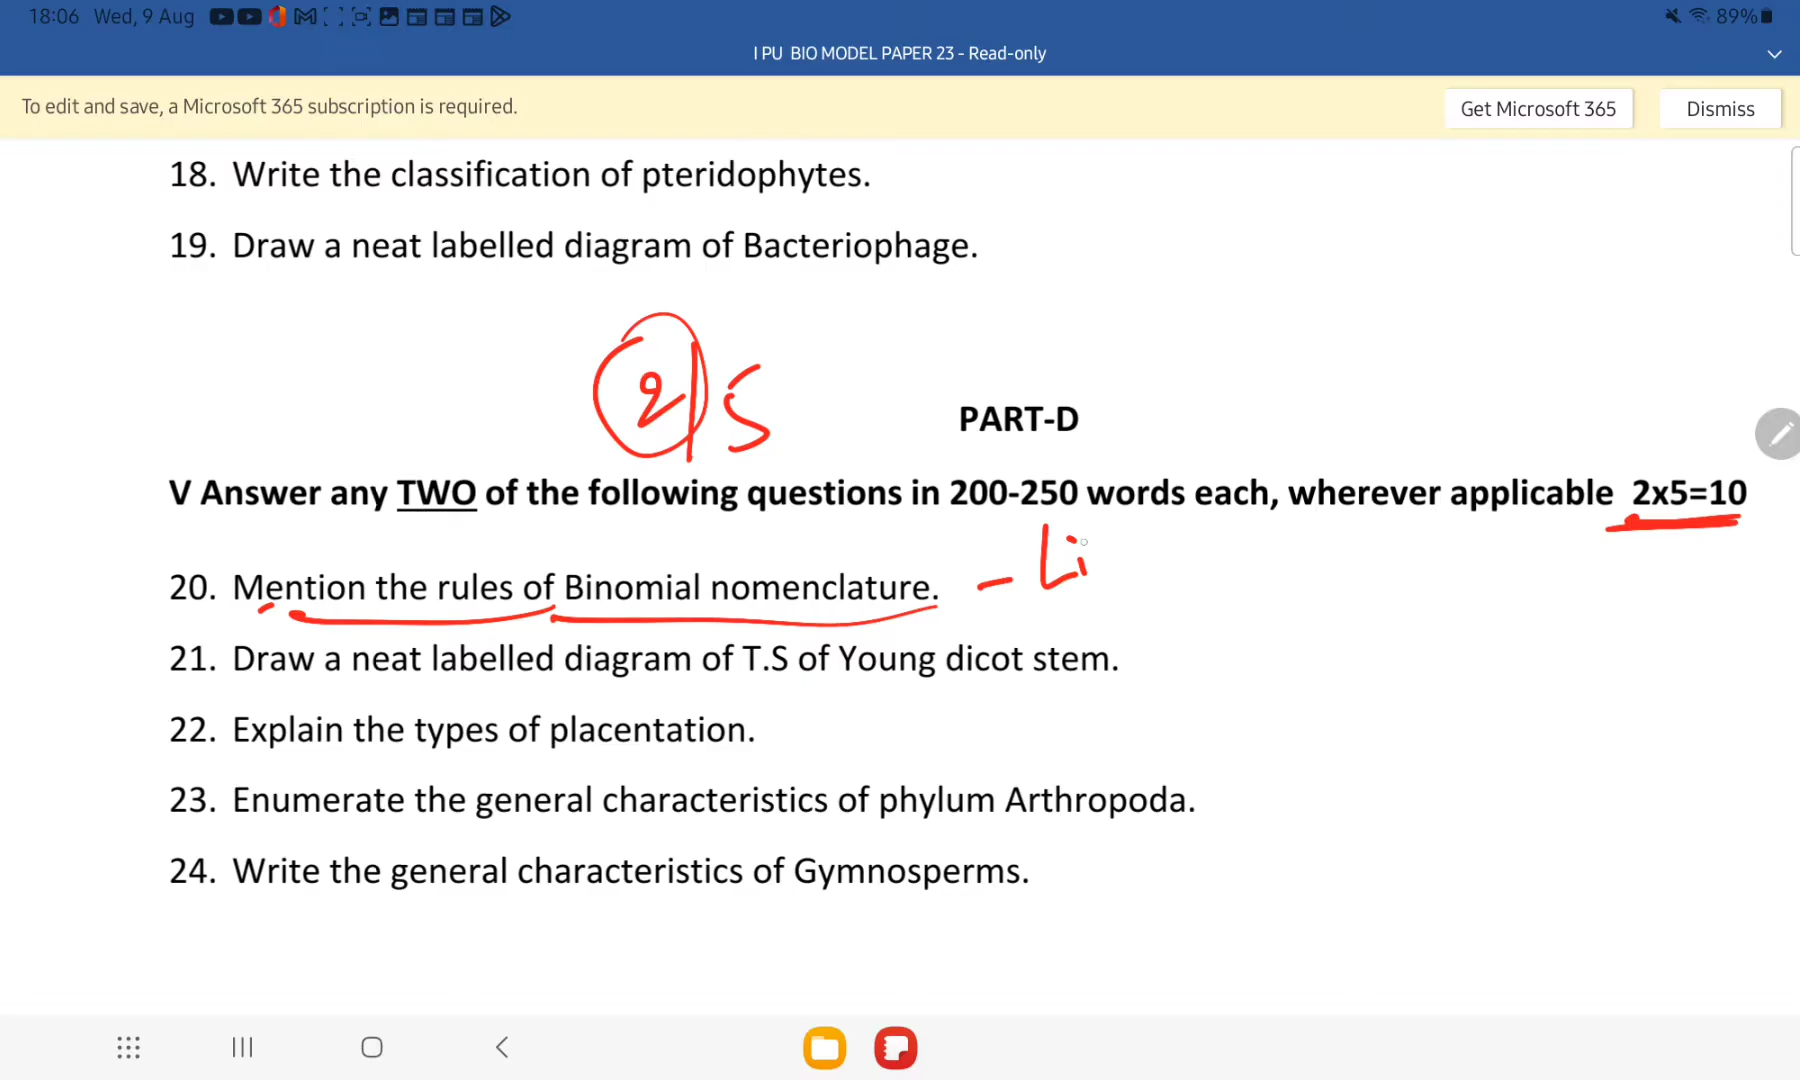 18:06 Wed, 9 Aug
89%
I PU BIO MODEL PAPER 23 - Read-only
To edit and save, a Microsoft 365 subscription is required.
Get Microsoft 365
Dismiss
18. Write the classification of pteridophytes.
19. Draw a neat labelled diagram of Bacteriophage.
2/5
PART-D
V Answer any TWO of the following questions in 200-250 words each, wherever applicable 2x5=10
Li
20. Mention the rules of Binomial nomenclature. -
21. Draw a neat labelled diagram of T.S of Young dicot stem.
22. Explain the types of placentation.
23. Enumerate the general characteristics of phylum Arthropoda.
24. Write the general characteristics of Gymnosperms.